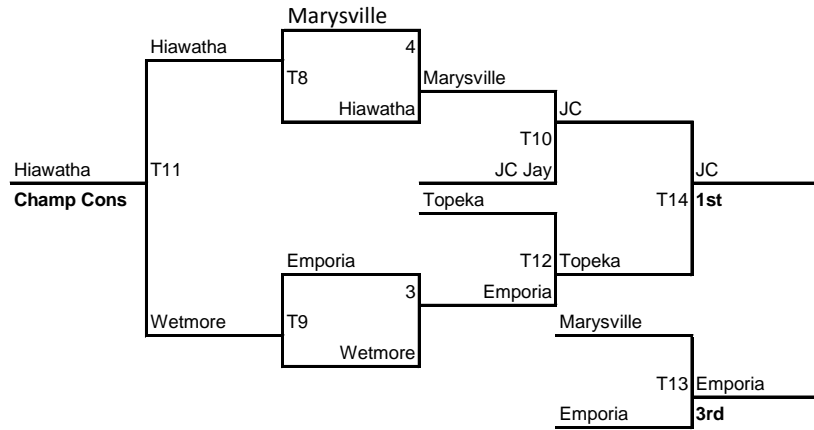 Marysville
Hiawatha
4
T8
Marysville
Hiawatha
JC
T10
Hiawatha
T11
JC Jay
JC
Champ Cons
Topeka
T14
1st
Emporia
T12
Topeka
3
Emporia
Wetmore
T9
Marysville
Wetmore
T13
Emporia
Emporia
3rd